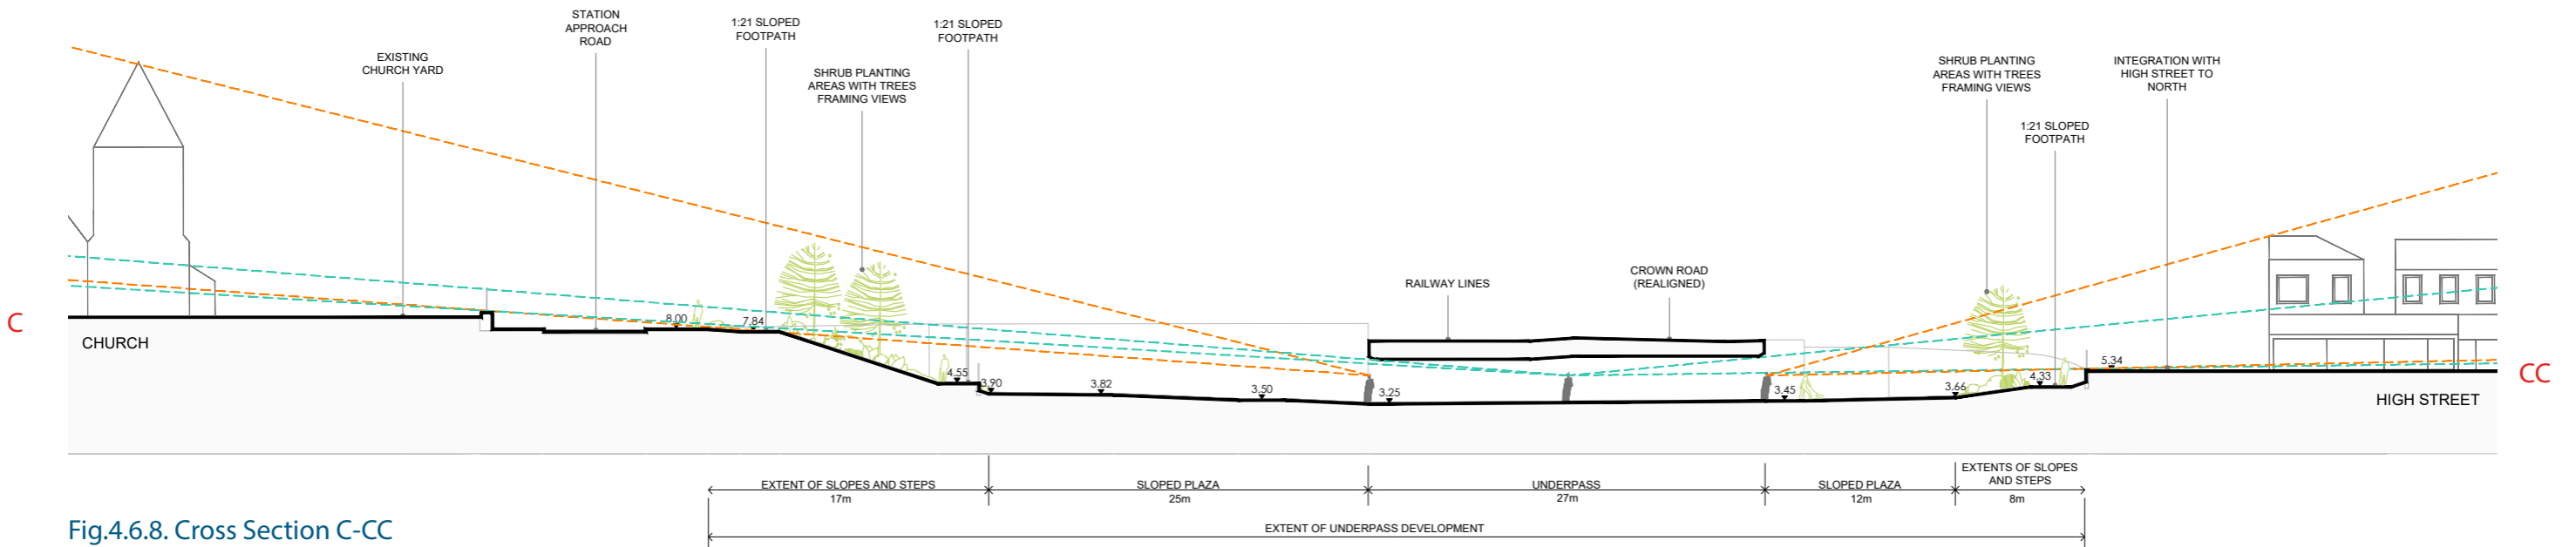 STATION
APPROACH
ROAD
1:21 SLOPED
FOOTPATH
1:21 SLOPED
FOOTPATH
EXISTING
CHURCH YARD
SHRUB PLANTING
AREAS WITH TREES
FRAMING VIEWS
SHRUB PLANTING
AREAS WITH TREES
FRAMING VIEWS
INTEGRATION WITH
HIGH STREET TO
NORTH
1:21 SLOPED
FOOTPATH
RAILWAY LINES
CROWN ROAD
(REALIGNED)
C
CHURCH
8.00
7.84
4.55
3.90
3.82
3.50
3.25
3.45
3.66
4.33
5.34
CC
HIGH STREET
EXTENT OF SLOPES AND STEPS
17m
SLOPED PLAZA
25m
UNDERPASS
27m
SLOPED PLAZA
12m
EXTENTS OF SLOPES
AND STEPS
8m
EXTENT OF UNDERPASS DEVELOPMENT
Fig.4.6.8. Cross Section C-CC